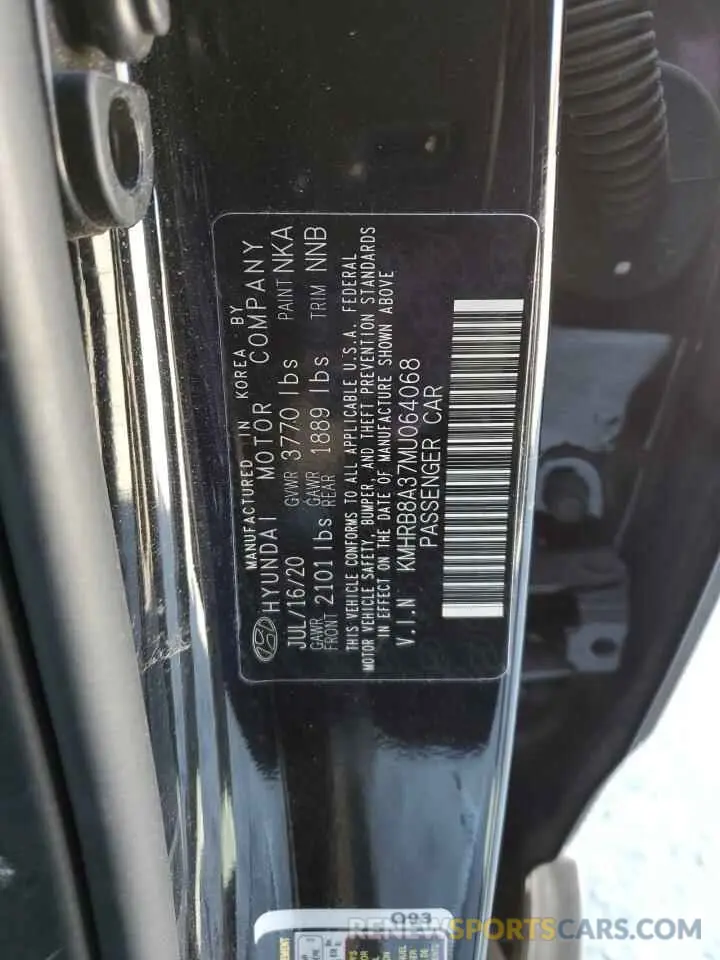 MANUFACTURED IN KOREA BY
HYUNDAI MOTOR COMPANY
JUL/16/20 GVWR 3770 lbs PAINT NKA
GAWR FRONT 2101 lbs GAWR REAR 1889 lbs TRIM NNB
THIS VEHICLE CONFORMS TO ALL APPLICABLE U.S.A. FEDERAL
MOTOR VEHICLE SAFETY, BUMPER, AND THEFT PREVENTION STANDARDS
IN EFFECT ON THE DATE OF MANUFACTURE SHOWN ABOVE
V.I.N KMHRB8A37MU064068
PASSENGER CAR
093
RENEWSPORTSCARS.COM